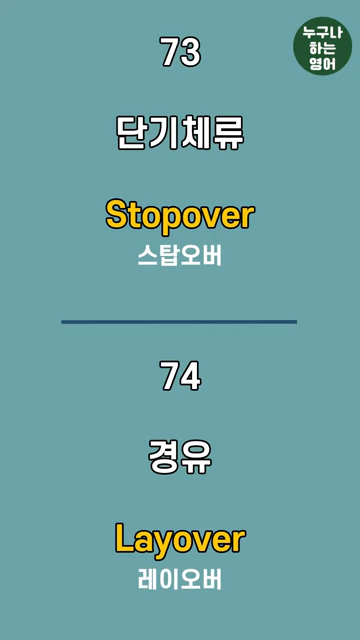 73
누구나
하는
영어
단기체류
Stopover
스탑오버
74
경유
Layover
레이오버